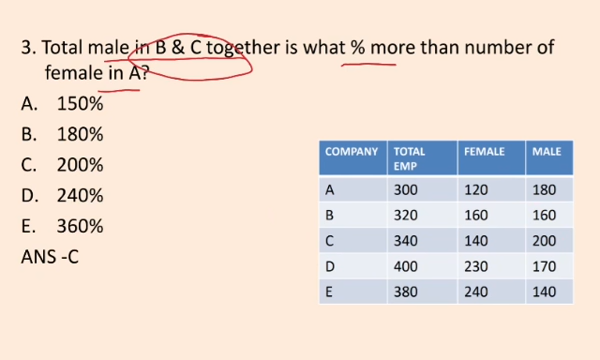 3. Total male in B & C together is what % more than number of
female in A?
A. 150%
B. 180%
C. 200%
D. 240%
E. 360%
ANS -C
COMPANY TOTAL EMP FEMALE MALE
A 300 120 180
B 320 160 160
C 340 140 200
D 400 230 170
E 380 240 140